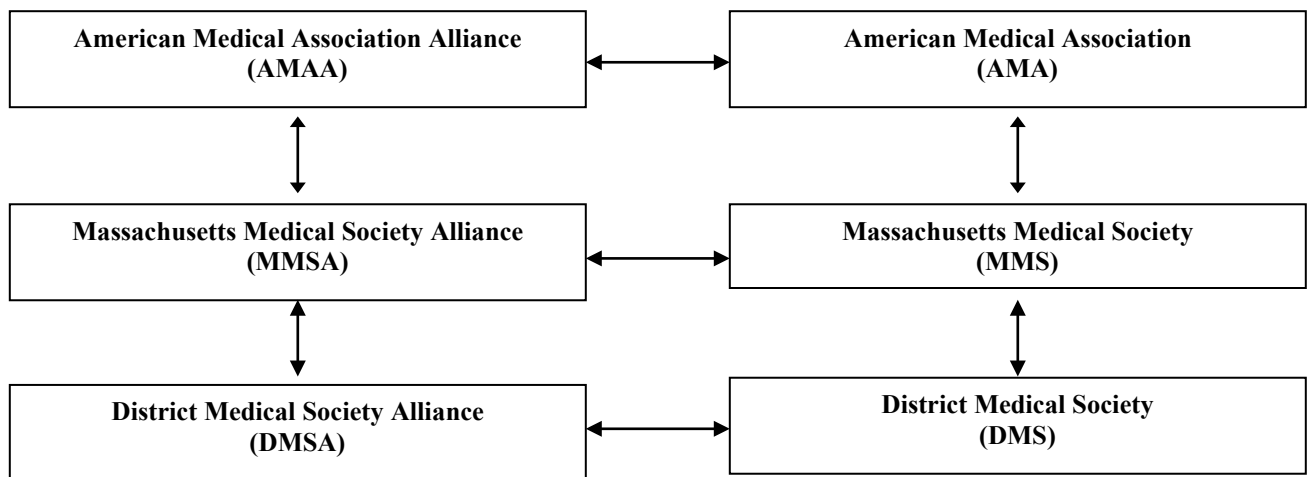 American Medical Association Alliance
(AMAA)
American Medical Association
(AMA)
Massachusetts Medical Society Alliance
(MMSA)
Massachusetts Medical Society
(MMS)
District Medical Society Alliance
(DMSA)
District Medical Society
(DMS)